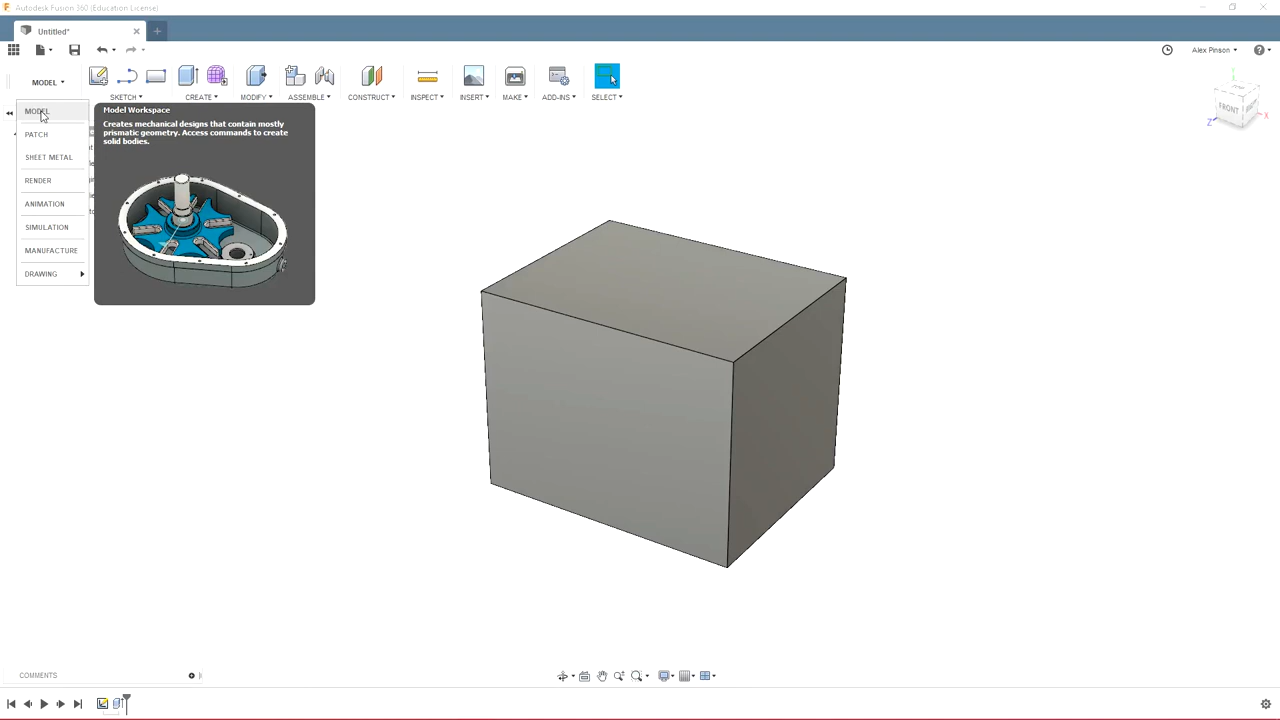 Autodesk Fusion 360 (Education License)
Untitled*
Alex Pinson
MODEL
SKETCH
CREATE
MODIFY
ASSEMBLE
CONSTRUCT
INSPECT
INSERT
MAKE
ADD-INS
SELECT
MODEL
PATCH
SHEET METAL
RENDER
ANIMATION
SIMULATION
MANUFACTURE
DRAWING
Model Workspace
Creates mechanical designs that contain mostly
prismatic geometry. Access commands to create
solid bodies.
FRONT
Z
X
COMMENTS